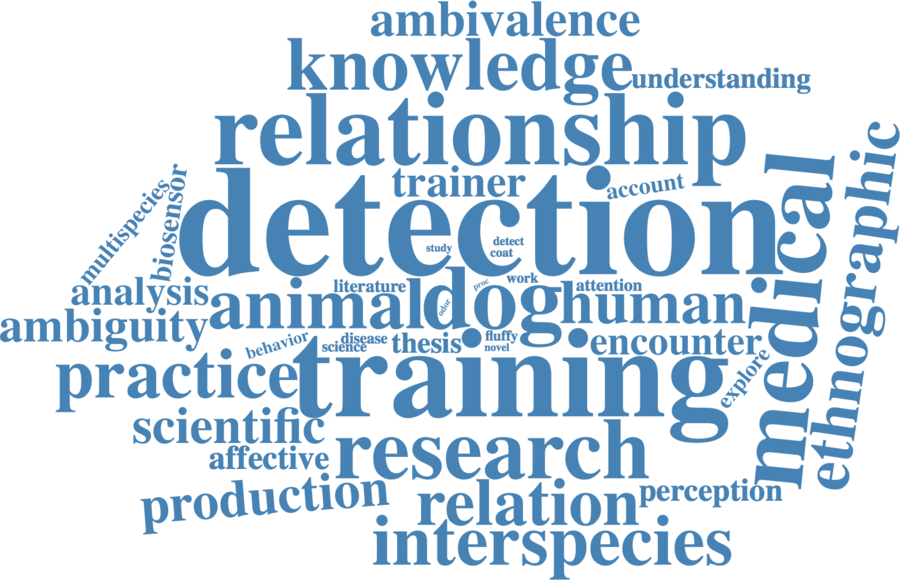 ambivalence
knowledge
understanding
relationship
trainer
account
detection
multispecies
biosensor
medical
ethnographic
study
detect
coat
analysis
literature
animal
dog
odor
proc
work
attention
human
ambiguity
behavior
science
disease
thesis
fluffy
novel
encounter
explore
practice
training
scientific
affective
research
production
relation
perception
interspecies